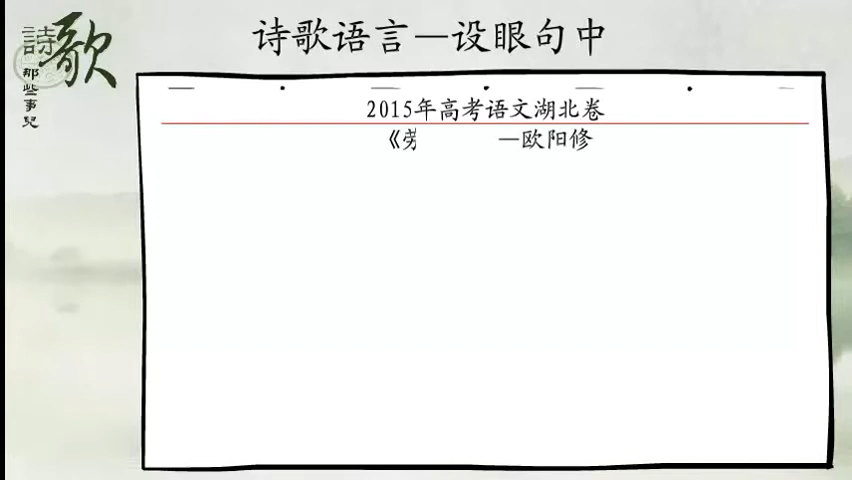 诗歌语言—设眼句中
詩歌
那些事兒
2015年高考语文湖北卷
《劳 —欧阳修